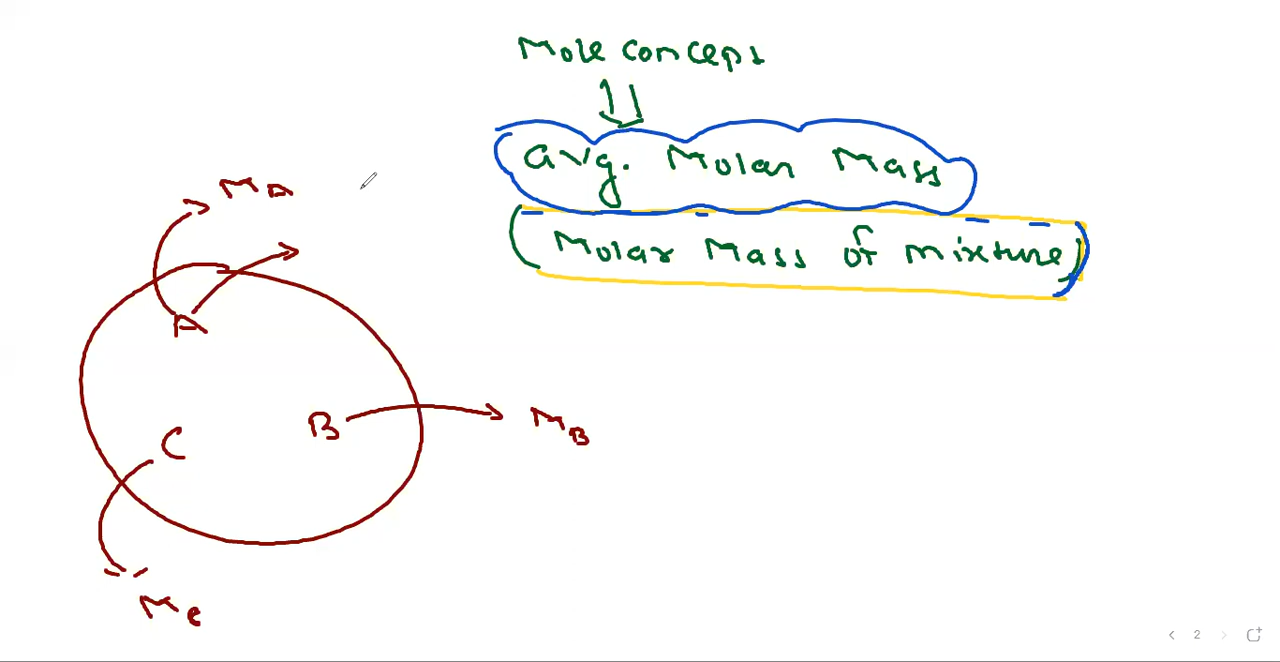 Mole concept
avg. Molar Mass
(Molar Mass of mixture)
MA
A
B
MB
C
Mc
2